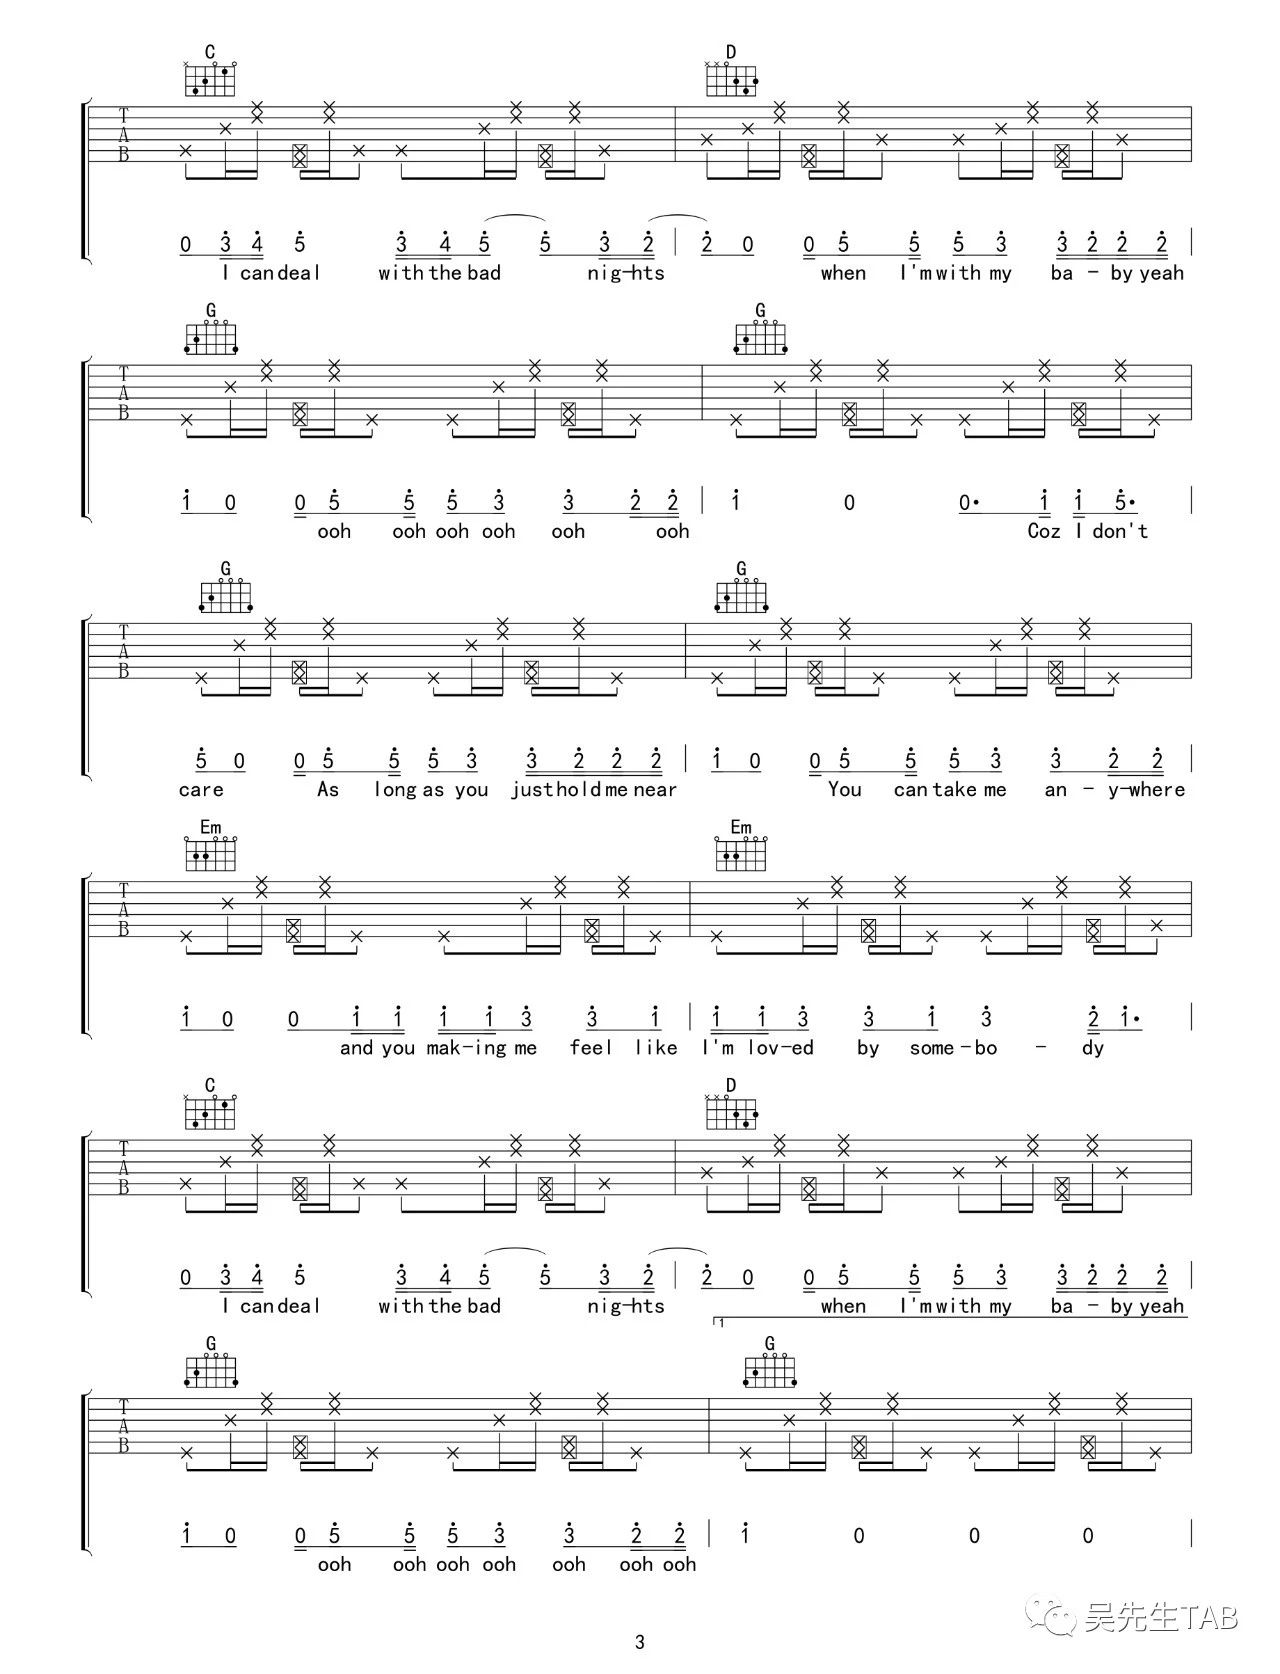 C D
T
A
B
0 3 4 5 3 4 5 5 3 2 2 0 0 5 5 5 3 3 2 2 2
I can deal with the bad nig-hts when I'm with my ba - by yeah
G G
T
A
B
1 0 0 5 5 5 3 3 2 2 1 0 0· 1 1 5·
ooh ooh ooh ooh ooh ooh Coz I don't
G G
T
A
B
5 0 0 5 5 5 3 3 2 2 2 1 0 0 5 5 5 3 3 2 2
care As long as you just hold me near You can take me an - y-where
Em Em
T
A
B
1 0 0 1 1 1 1 3 3 1 1 1 3 3 1 3 2 1·
and you mak-ing me feel like I'm lov-ed by some-bo - dy
C D
T
A
B
0 3 4 5 3 4 5 5 3 2 2 0 0 5 5 5 3 3 2 2 2
I can deal with the bad nig-hts when I'm with my ba - by yeah
1
G G
T
A
B
1 0 0 5 5 5 3 3 2 2 1 0 0 0
ooh ooh ooh ooh ooh ooh ooh
吴先生TAB
3